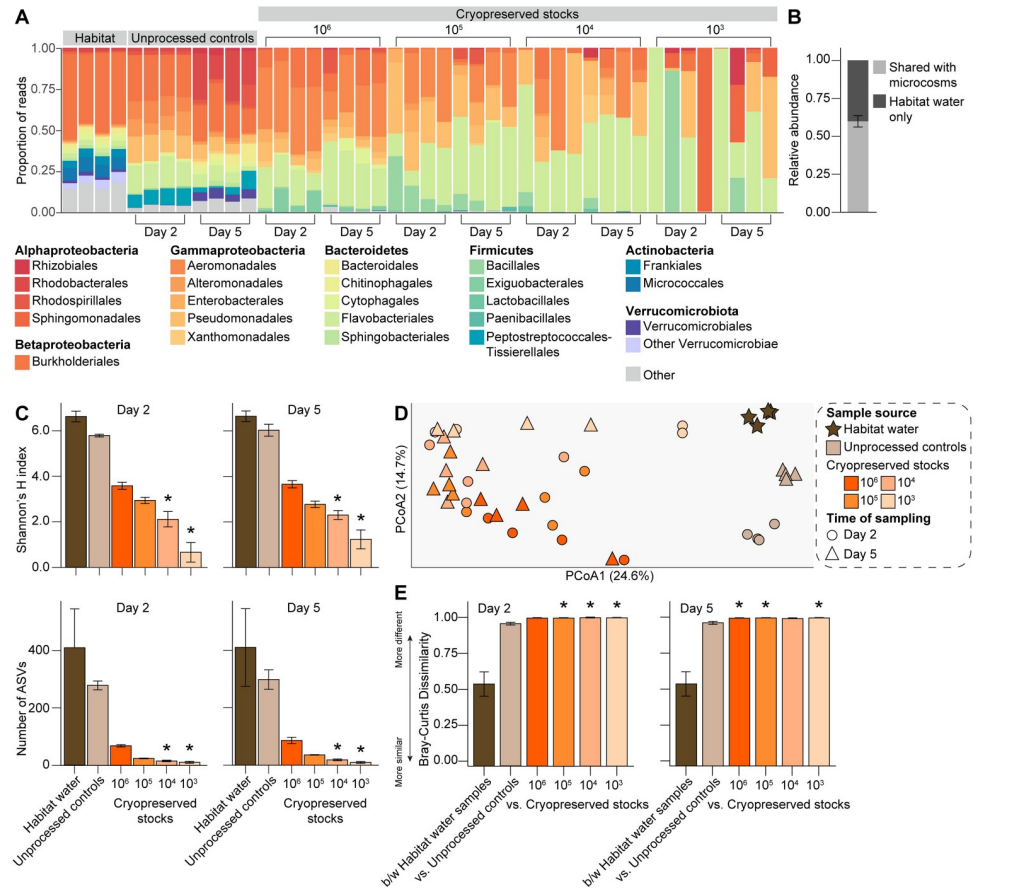 A
Cryopreserved stocks
B
Habitat
Unprocessed controls
10⁶
10⁵
10⁴
10³
Proportion of reads
1.00
0.75
0.50
0.25
0.00
Day 2
Day 5
Day 2
Day 5
Day 2
Day 5
Day 2
Day 5
Day 2
Day 5
Relative abundance
1.00
0.75
0.50
0.25
0.00
Shared with
microcosms
Habitat water
only
Alphaproteobacteria
Rhizobiales
Rhodobacterales
Rhodospirillales
Sphingomonadales
Betaproteobacteria
Burkholderiales
Gammaproteobacteria
Aeromonadales
Alteromonadales
Enterobacterales
Pseudomonadales
Xanthomonadales
Bacteroidetes
Bacteroidales
Chitinophagales
Cytophagales
Flavobacteriales
Sphingobacteriales
Firmicutes
Bacillales
Exiguobacterales
Lactobacillales
Paenibacillales
Peptostreptococcales-
Tissierellales
Actinobacteria
Frankiales
Micrococcales
Verrucomicrobiota
Verrucomicrobiales
Other Verrucomicrobiae
Other
C
Day 2
Day 5
Shannon's H index
6.0
4.0
2.0
0.0
*
*
*
*
Day 2
Day 5
Number of ASVs
400
200
0
*
*
*
*
Habitat water
Unprocessed controls
10⁶
10⁵
10⁴
10³
Cryopreserved
stocks
Habitat water
Unprocessed controls
10⁶
10⁵
10⁴
10³
Cryopreserved
stocks
D
PCoA2 (14.7%)
PCoA1 (24.6%)
Sample source
Habitat water
Unprocessed controls
Cryopreserved stocks
10⁶
10⁴
10⁵
10³
Time of sampling
Day 2
Day 5
E
More different
More similar
Bray-Curtis Dissimilarity
1.00
0.75
0.50
0.25
0.00
Day 2
*
*
*
Day 5
*
*
*
b/w Habitat water samples
vs. Unprocessed controls
10⁶
10⁵
10⁴
10³
vs. Cryopreserved stocks
b/w Habitat water samples
vs. Unprocessed controls
10⁶
10⁵
10⁴
10³
vs. Cryopreserved stocks